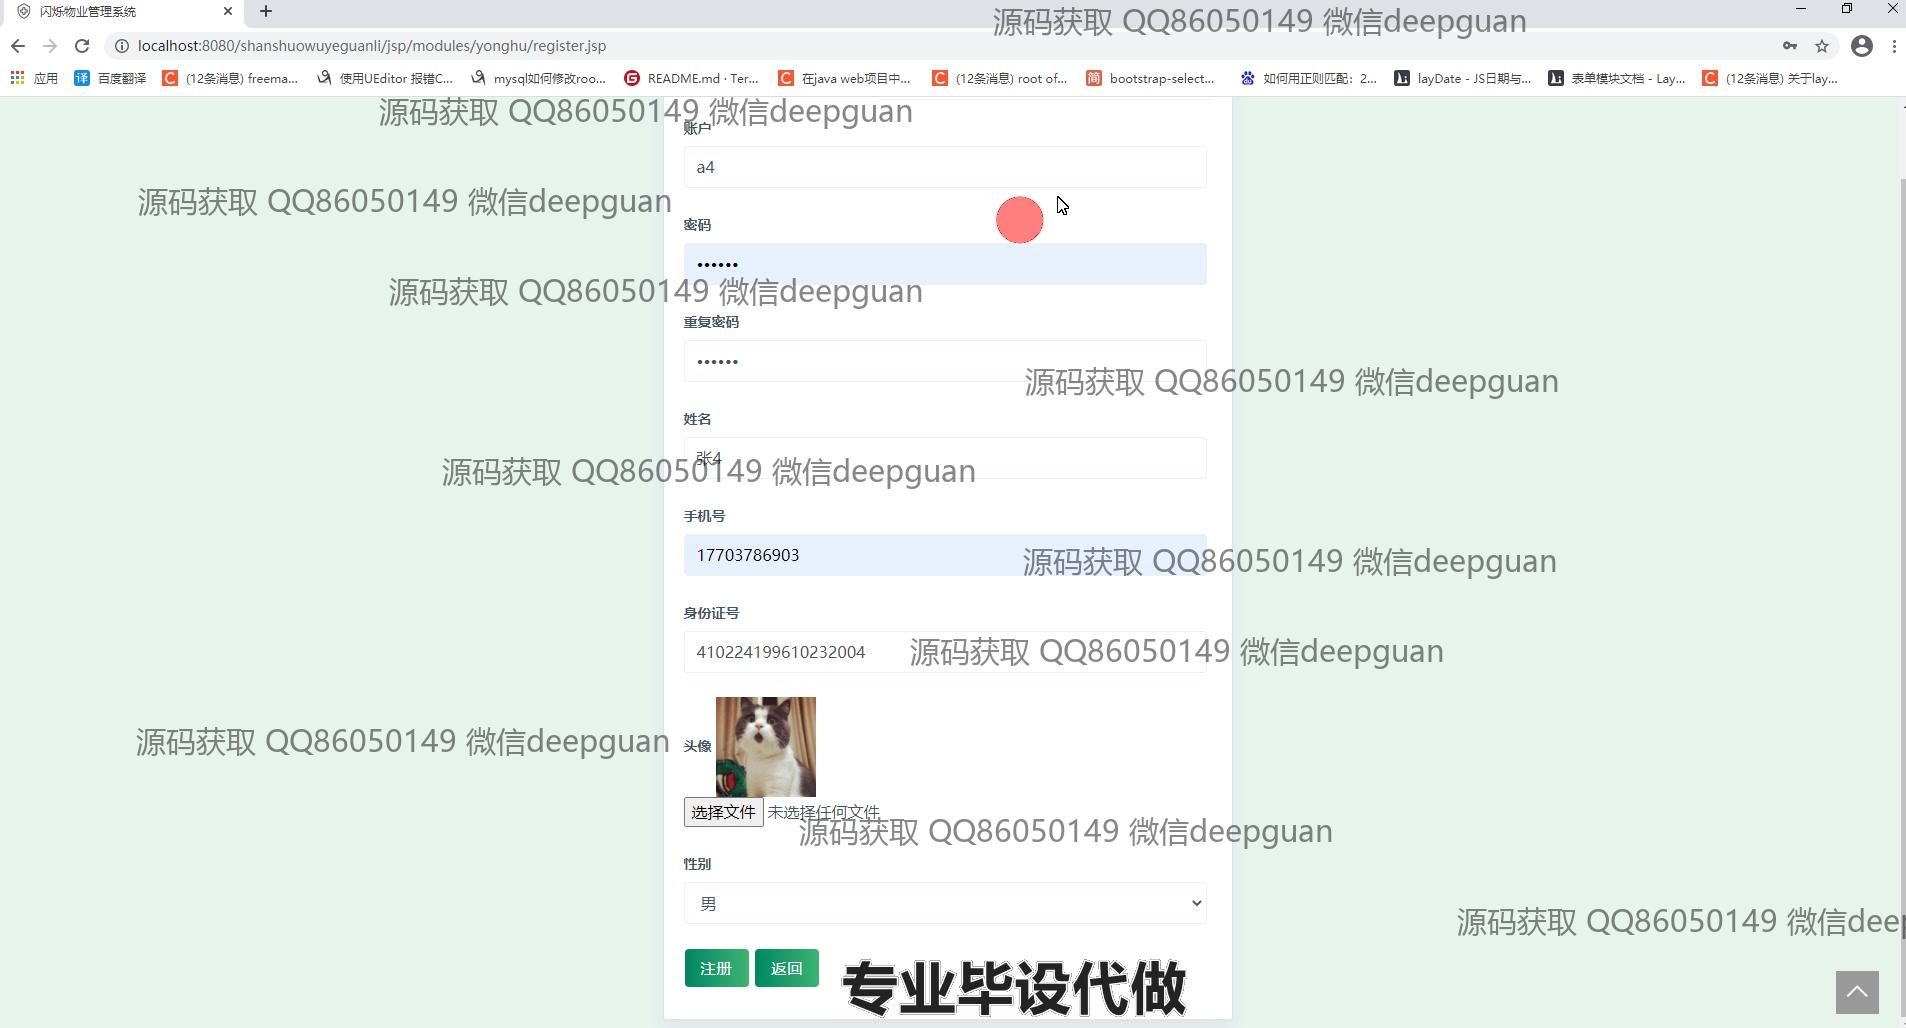 闪烁物业管理系统
源码获取 QQ86050149 微信deepguan
localhost:8080/shanshuowuyeguanli/jsp/modules/yonghu/register.jsp
应用 百度翻译 (12条消息) freema... 使用UEditor 报错C... mysql如何修改roo... README.md · Ter... 在java web项目中... (12条消息) root of... bootstrap-select... 如何用正则匹配：2... layDate - JS日期与... 表单模块文档 - Lay... (12条消息) 关于lay...
源码获取 QQ86050149 微信deepguan
账户
a4
源码获取 QQ86050149 微信deepguan
密码
••••••
源码获取 QQ86050149 微信deepguan
重复密码
••••••
源码获取 QQ86050149 微信deepguan
姓名
张4
源码获取 QQ86050149 微信deepguan
手机号
17703786903
源码获取 QQ86050149 微信deepguan
身份证号
410224199610232004
源码获取 QQ86050149 微信deepguan
源码获取 QQ86050149 微信deepguan
头像
选择文件 未选择任何文件
源码获取 QQ86050149 微信deepguan
性别
男
源码获取 QQ86050149 微信deep
注册 返回
专业毕设代做